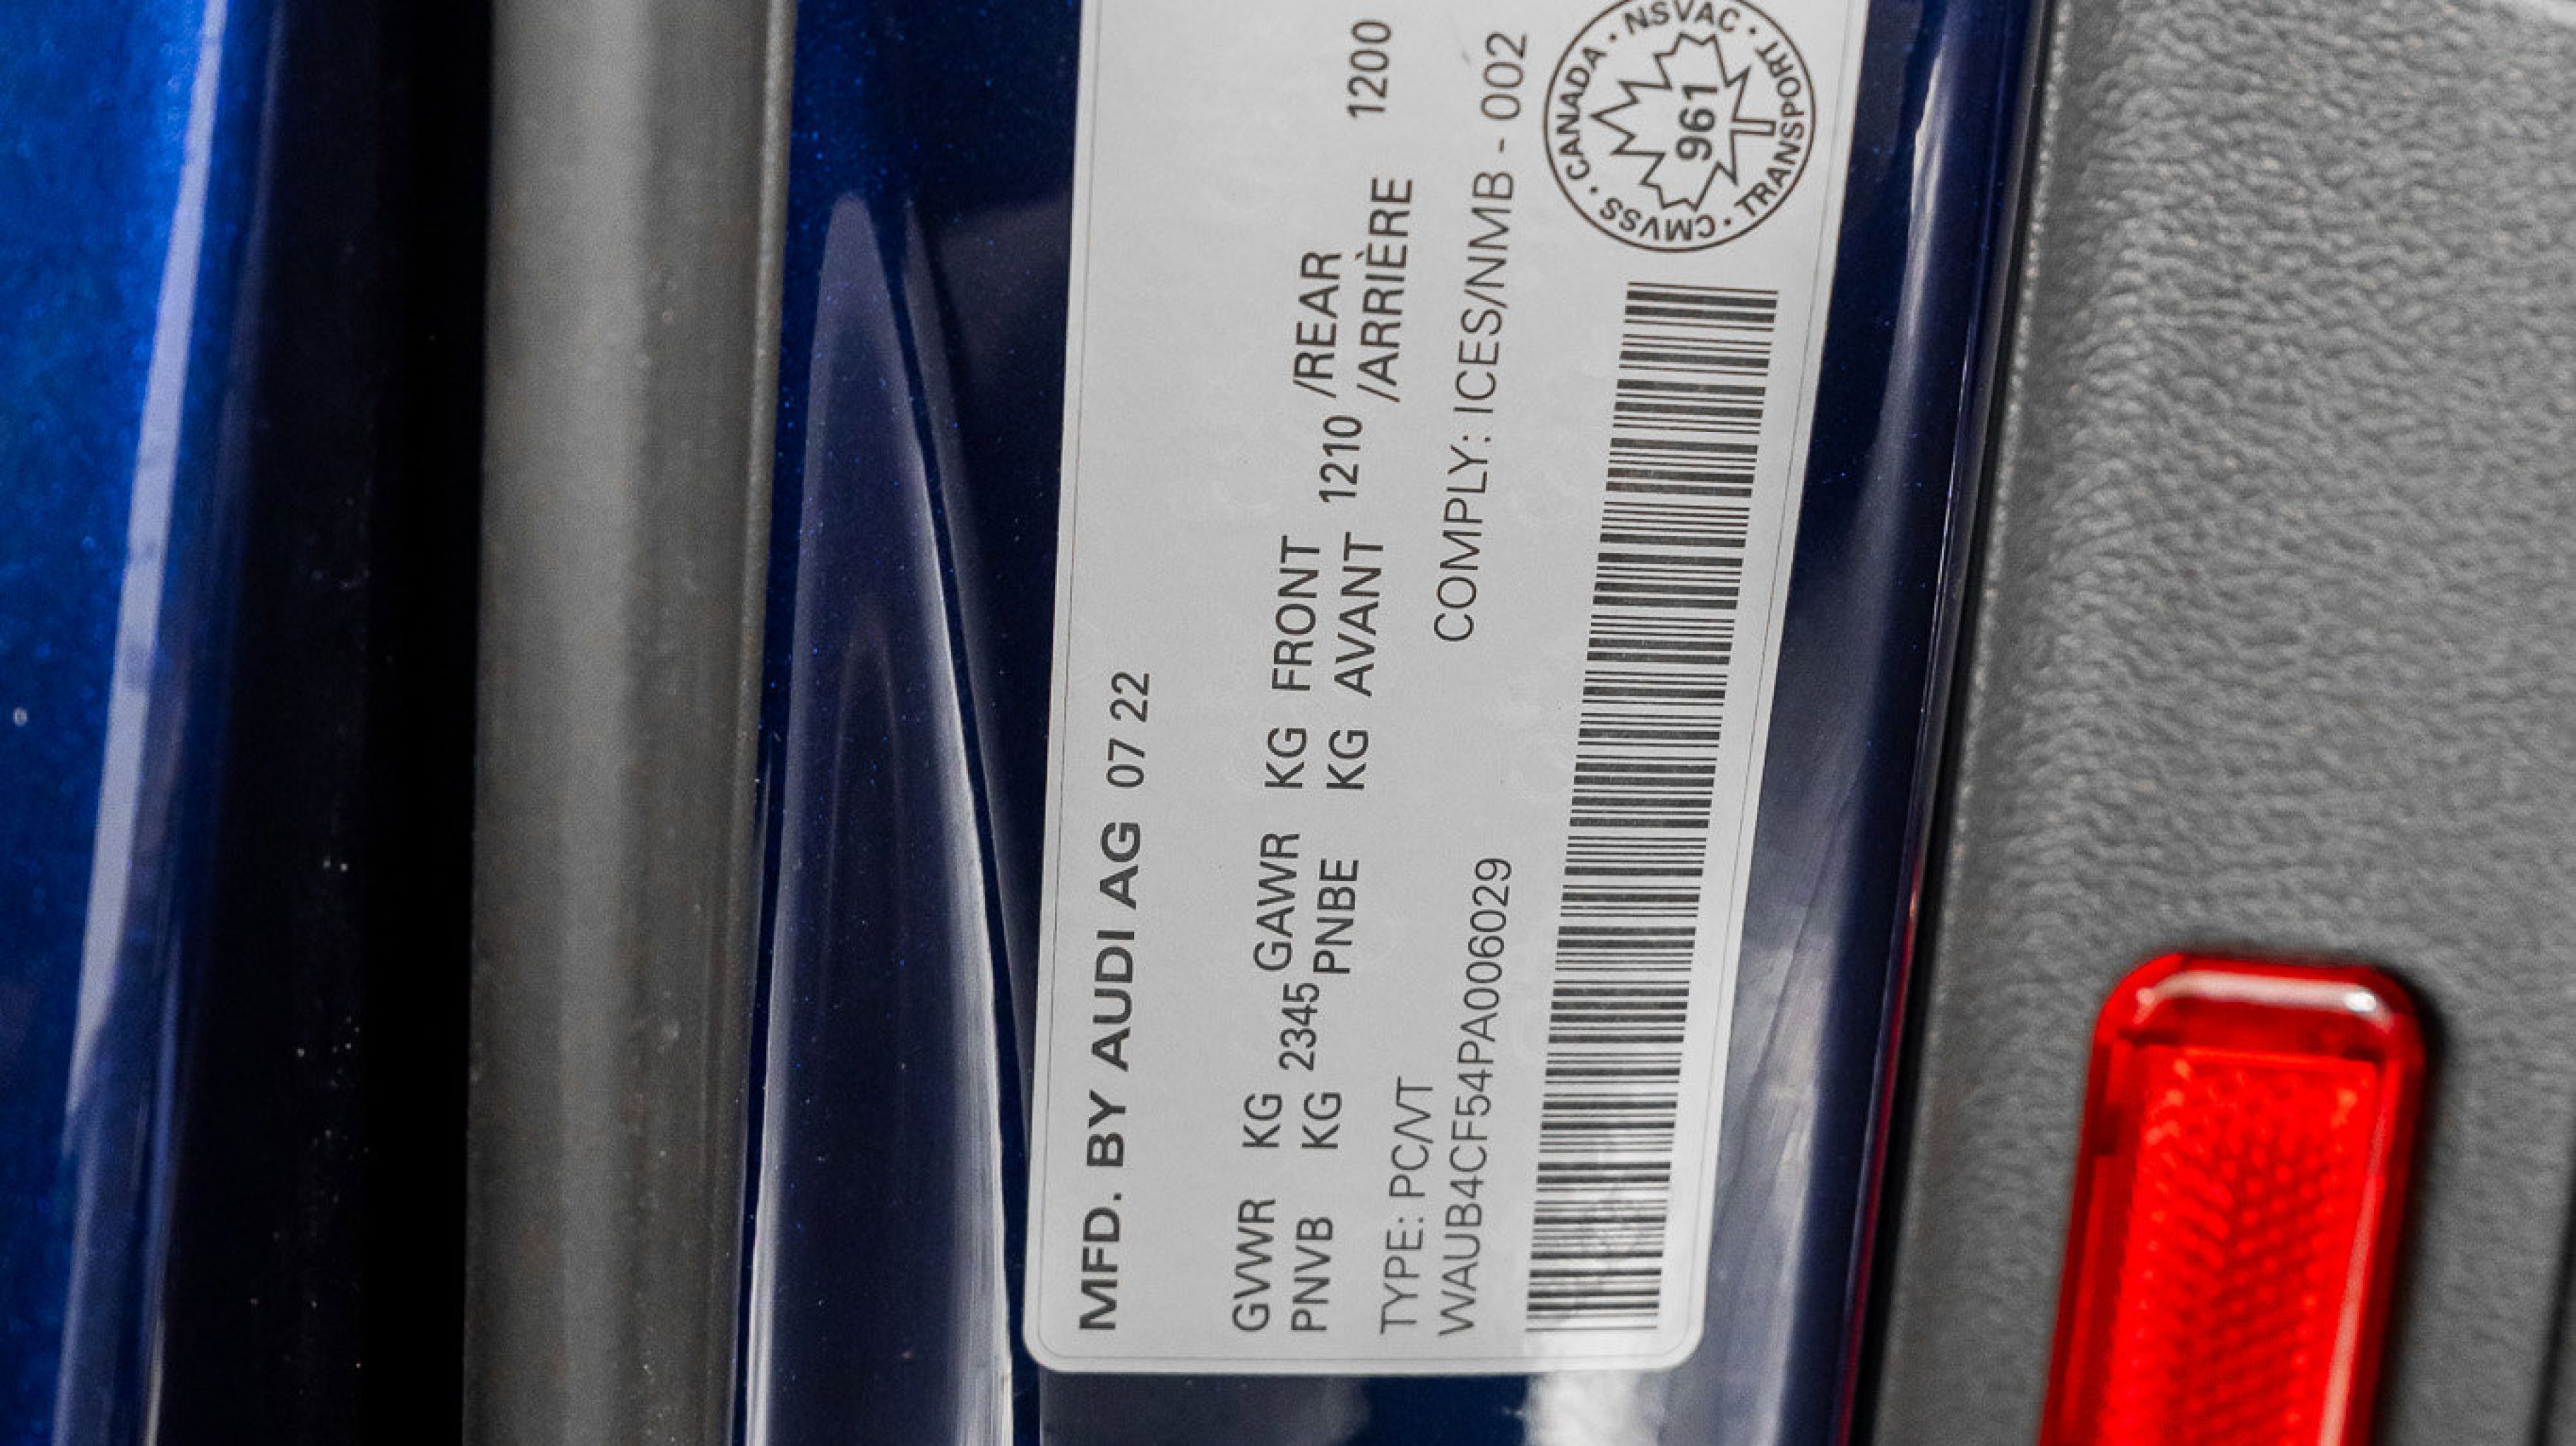 MFD. BY AUDI AG 07 22
GVWR KG 2345 GAWR KG FRONT 1210 /REAR 1200
PNVB KG PNBE KG AVANT /ARRIÈRE
TYPE: PC/VT
WAUB4CF54PA006029 COMPLY: ICES/NMB - 002
CANADA · NSVAC · TRANSPORT · CMVSS ·
961